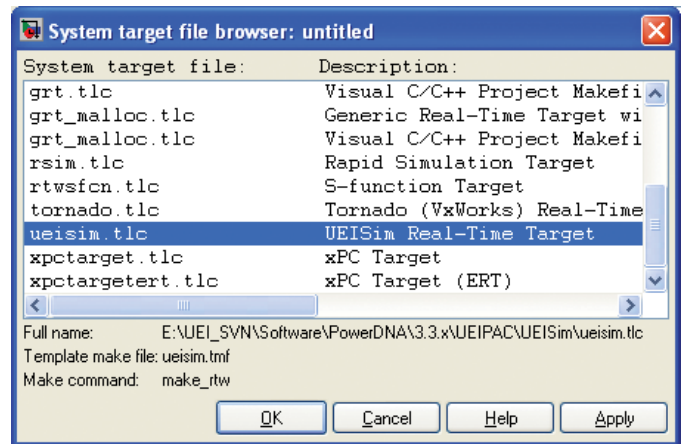 System target file browser: untitled
System target file: Description:
grt.tlc Visual C/C++ Project Makefi
grt_malloc.tlc Generic Real-Time Target wi
grt_malloc.tlc Visual C/C++ Project Makefi
rsim.tlc Rapid Simulation Target
rtwsfcn.tlc S-function Target
tornado.tlc Tornado (VxWorks) Real-Time
ueisim.tlc UEISim Real-Time Target
xpctarget.tlc xPC Target
xpctargetert.tlc xPC Target (ERT)
Full name: E:\UEI_SVN\Software\PowerDNA\3.3.x\UEIPAC\UEISim\ueisim.tlc
Template make file: ueisim.tmf
Make command: make_rtw
OK Cancel Help Apply